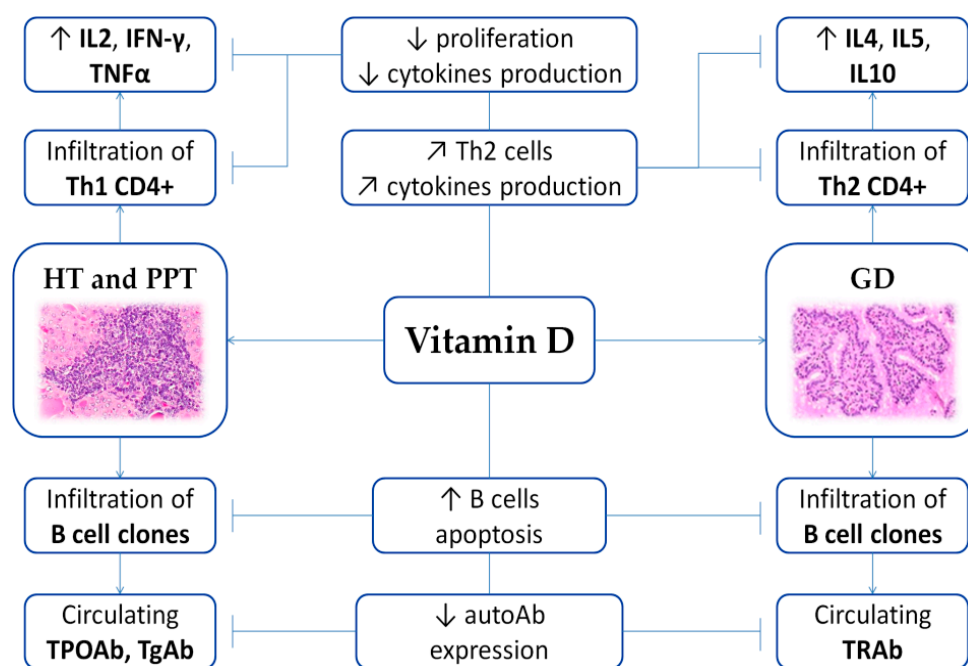 ↑ IL2, IFN-γ,
TNFα
↓ proliferation
↓ cytokines production
↑ IL4, IL5,
IL10
Infiltration of
Th1 CD4+
↗ Th2 cells
↗ cytokines production
Infiltration of
Th2 CD4+
HT and PPT
Vitamin D
GD
Infiltration of
B cell clones
↑ B cells
apoptosis
Infiltration of
B cell clones
Circulating
TPOAb, TgAb
↓ autoAb
expression
Circulating
TRAb